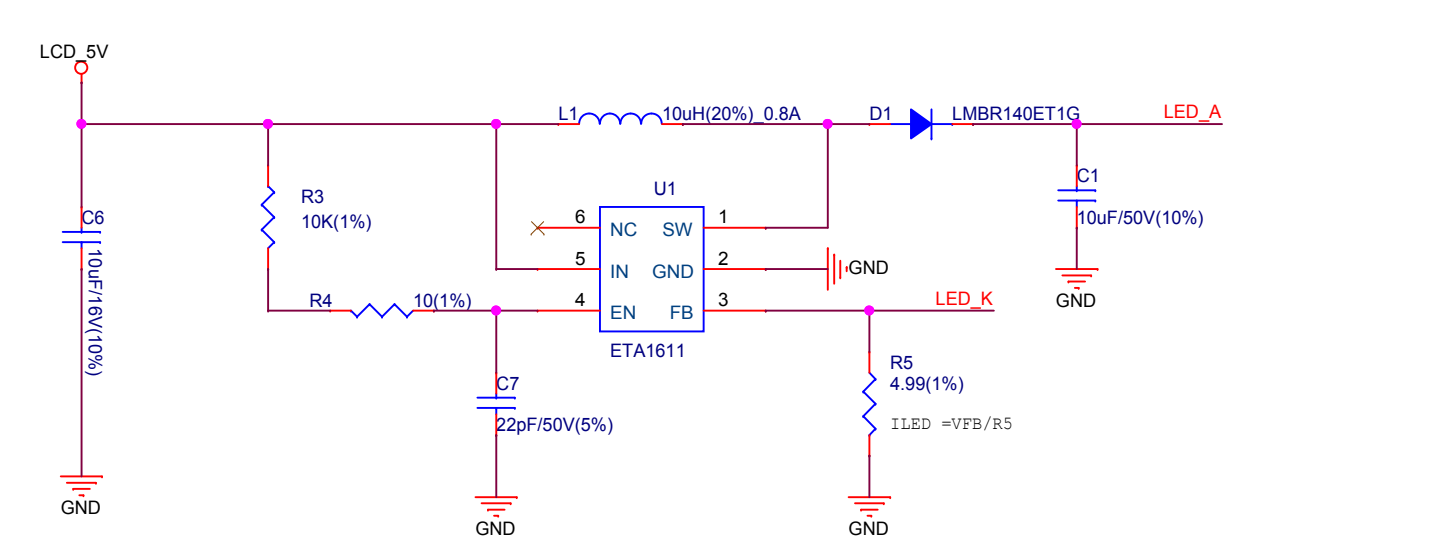 LCD_5V
L1
10uH(20%)_0.8A
D1
LMBR140ET1G
LED_A
C1
10uF/50V(10%)
GND
R3
10K(1%)
U1
6
NC
SW
1
5
IN
GND
2
GND
4
EN
FB
3
LED_K
ETA1611
C6
10uF/16V(10%)
GND
R4
10(1%)
C7
22pF/50V(5%)
GND
R5
4.99(1%)
ILED =VFB/R5
GND